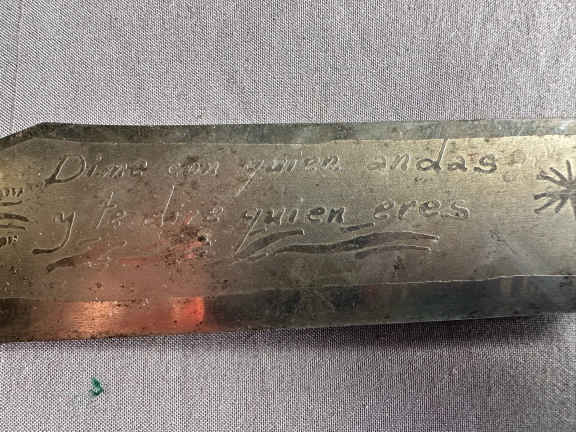 Dime con quien andas
y te dire quien eres